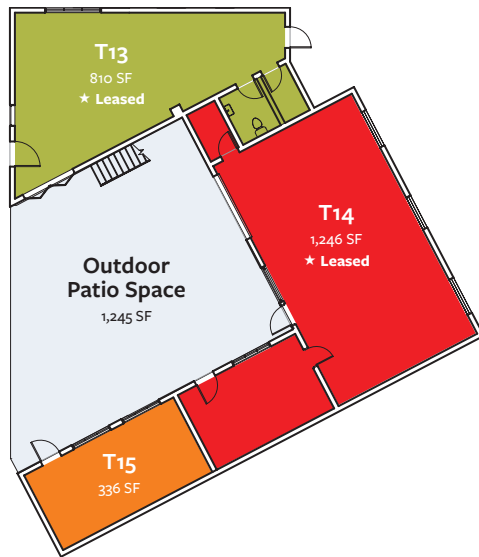 T13
810 SF
★ Leased
T14
1,246 SF
★ Leased
Outdoor
Patio Space
1,245 SF
T15
336 SF